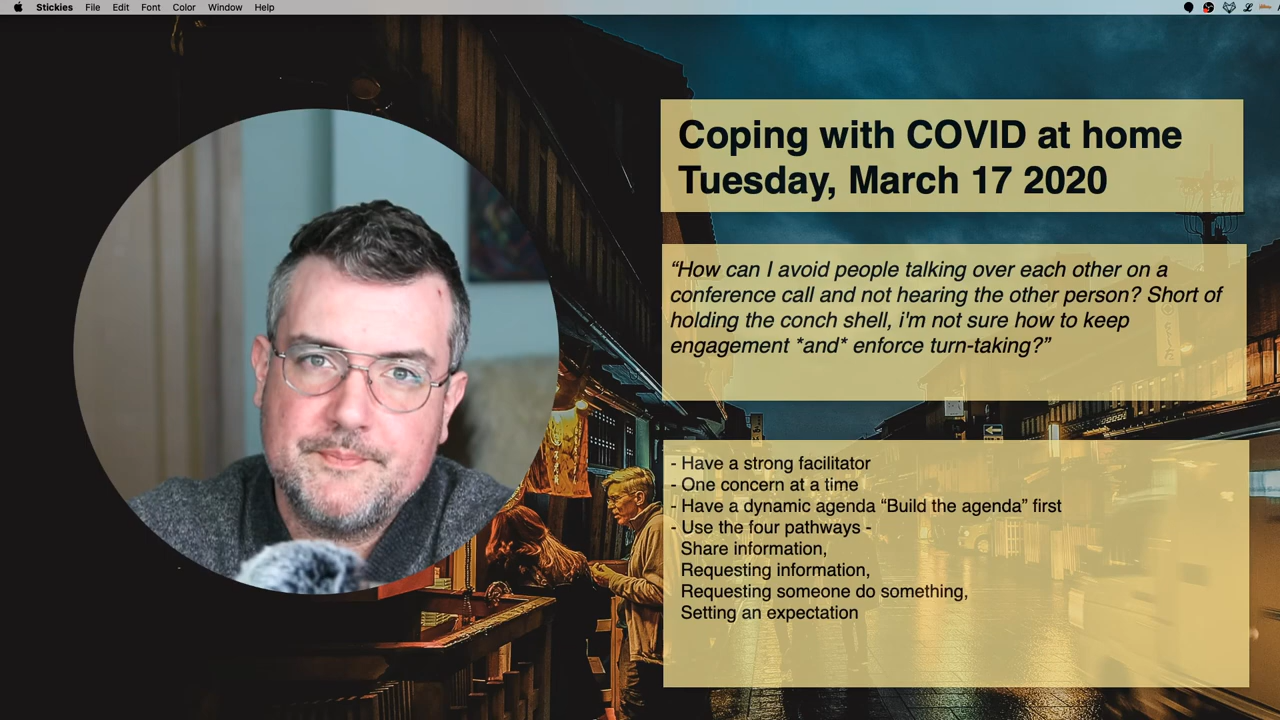 Stickies File Edit Font Color Window Help
Coping with COVID at home
Tuesday, March 17 2020
“How can I avoid people talking over each other on a
conference call and not hearing the other person? Short of
holding the conch shell, i'm not sure how to keep
engagement *and* enforce turn-taking?”
- Have a strong facilitator
- One concern at a time
- Have a dynamic agenda “Build the agenda” first
- Use the four pathways -
Share information,
Requesting information,
Requesting someone do something,
Setting an expectation